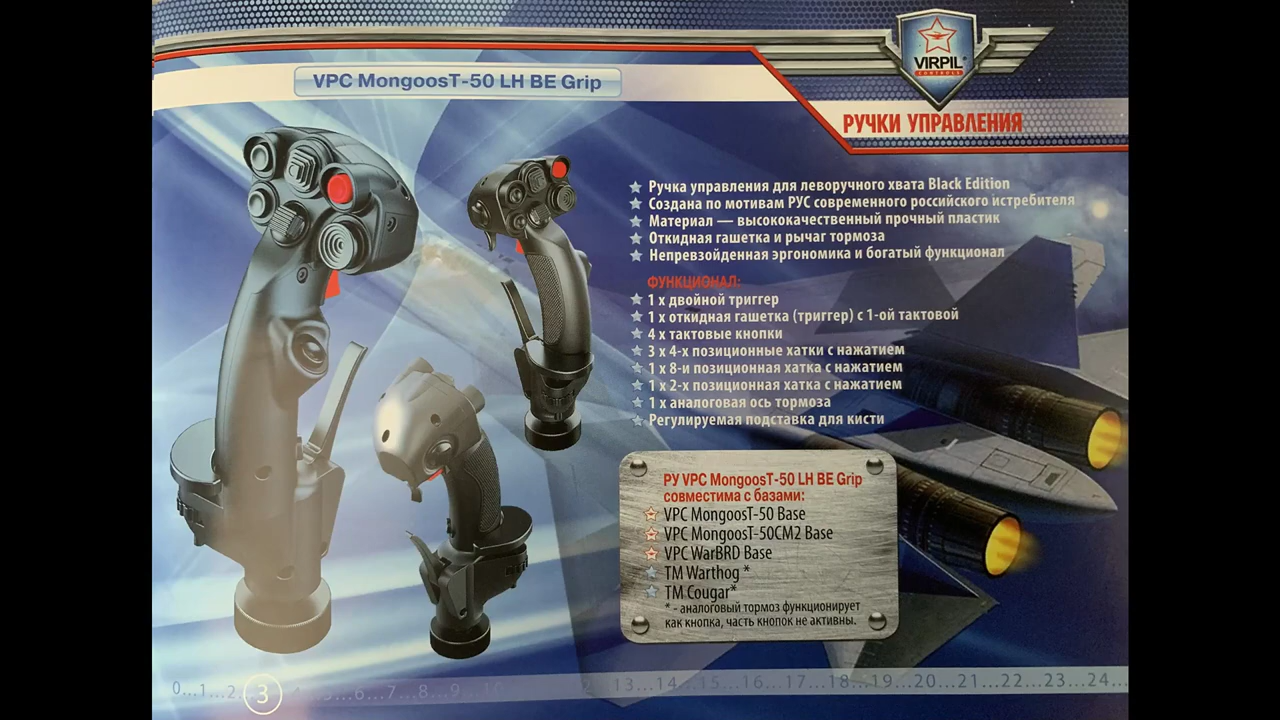 VIRPIL
CONTROLS
VPC MongoosT-50 LH BE Grip
РУЧКИ УПРАВЛЕНИЯ
Ручка управления для леворучного хвата Black Edition
Создана по мотивам РУС современного российского истребителя
Материал — высококачественный прочный пластик
Откидная гашетка и рычаг тормоза
Непревзойденная эргономика и богатый функционал
ФУНКЦИОНАЛ:
1 x двойной триггер
1 x откидная гашетка (триггер) с 1-ой тактовой
4 x тактовые кнопки
3 x 4-х позиционные хатки с нажатием
1 x 8-и позиционная хатка с нажатием
1 x 2-х позиционная хатка с нажатием
1 x аналоговая ось тормоза
Регулируемая подставка для кисти
РУ VPC MongoosT-50 LH BE Grip
совместима с базами:
VPC MongoosT-50 Base
VPC MongoosT-50CM2 Base
VPC WarBRD Base
TM Warthog *
TM Cougar*
* - аналоговый тормоз функционирует
как кнопка, часть кнопок не активны.
0...1...2...3 ...5...6...7...8...9...10 ... 13...14...15...16...17...18...19...20...21...22...23...24...